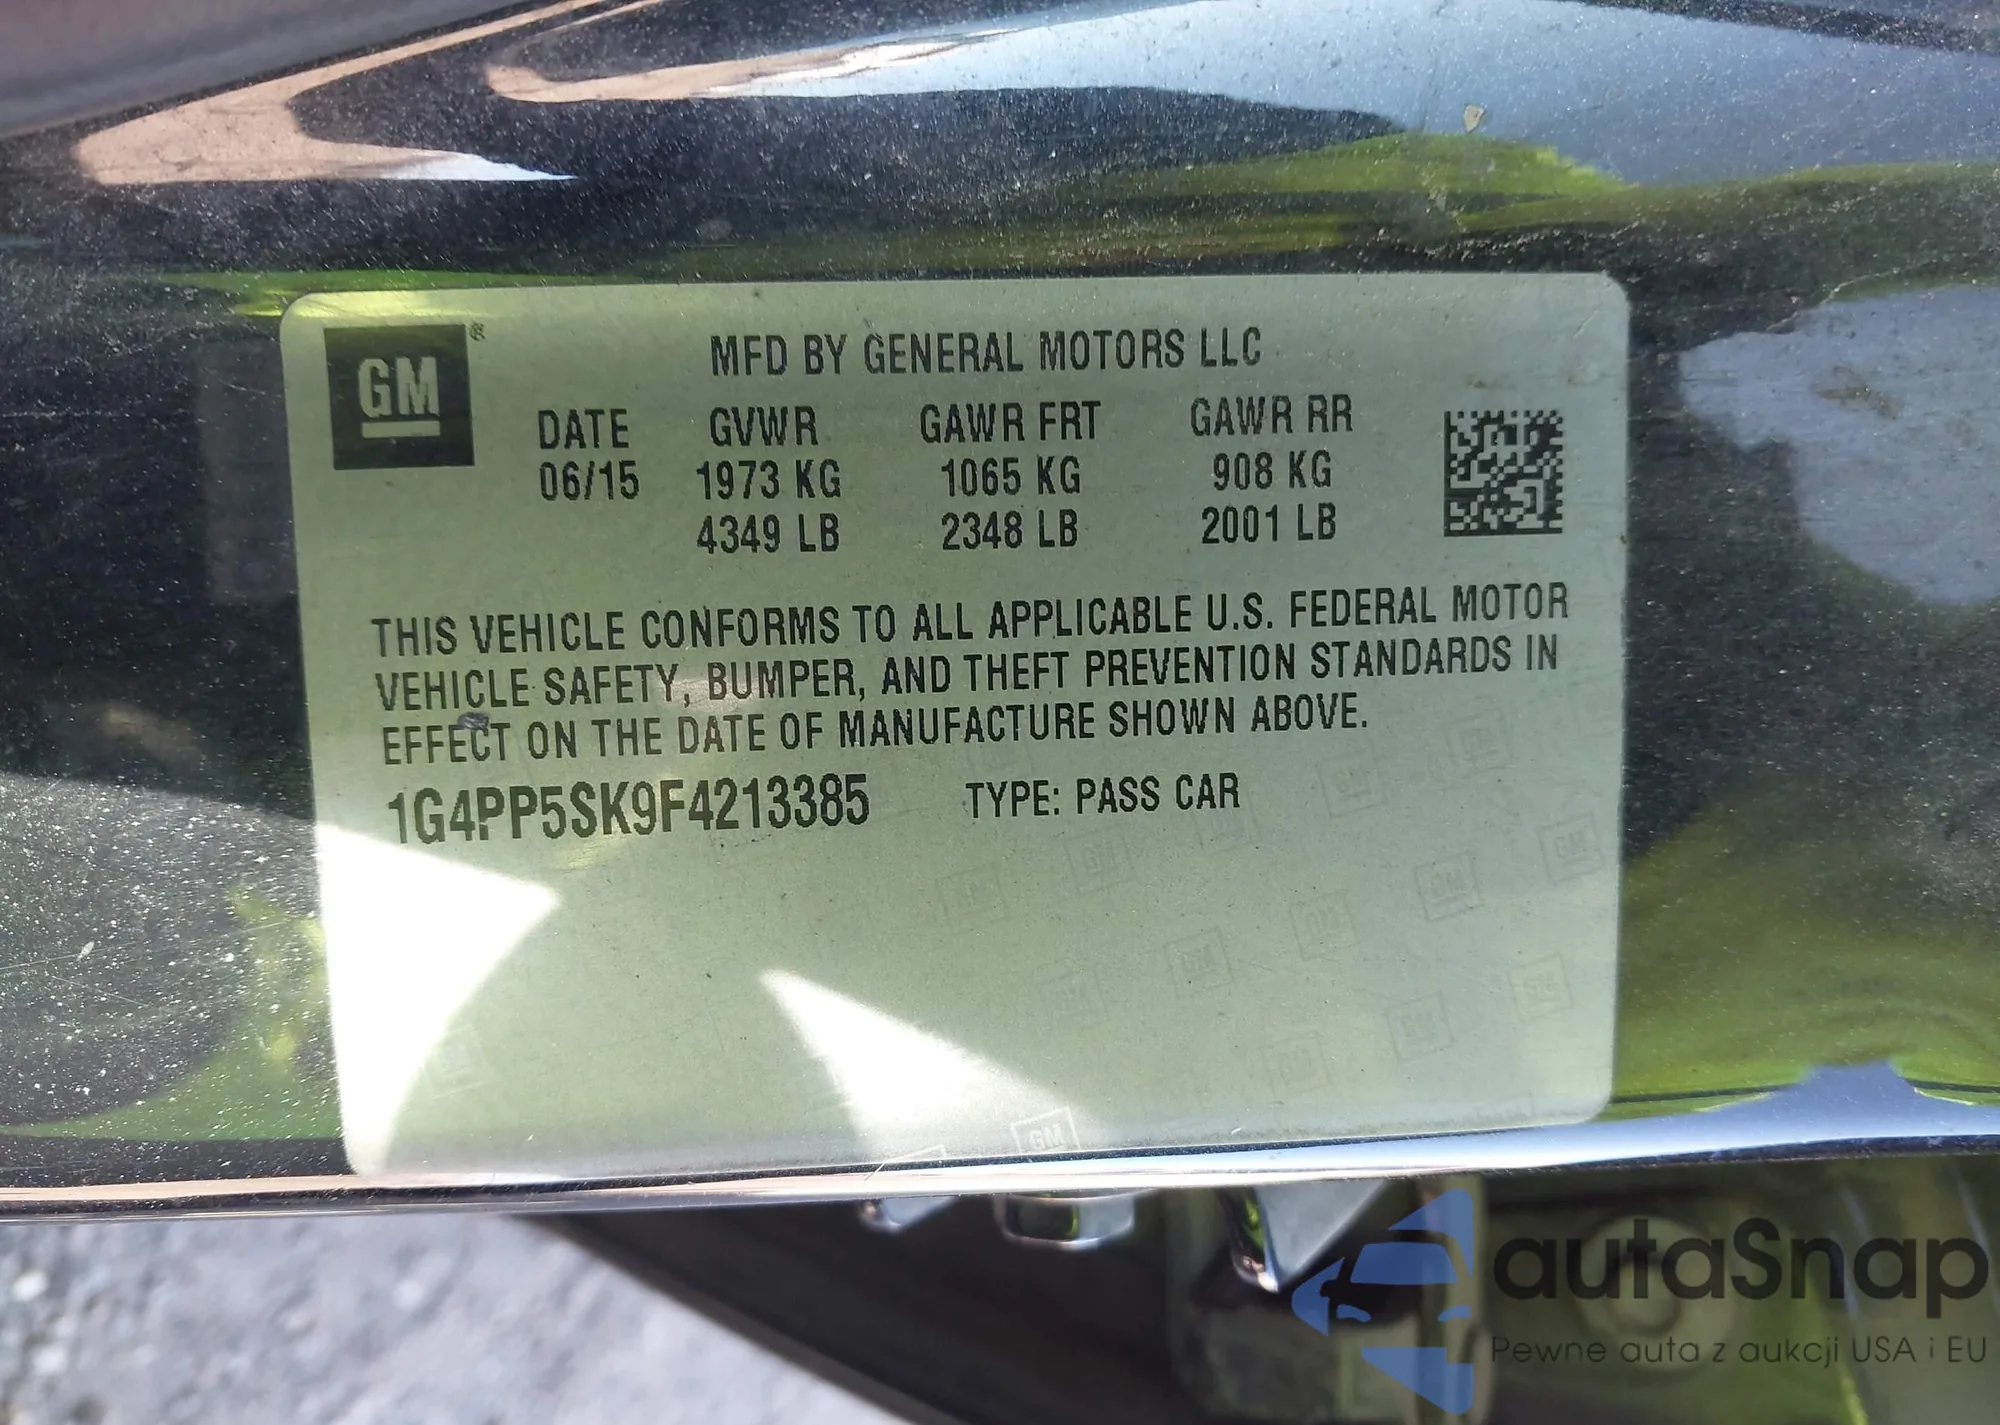 GM ®
MFD BY GENERAL MOTORS LLC
DATE GVWR GAWR FRT GAWR RR
06/15 1973 KG 1065 KG 908 KG
4349 LB 2348 LB 2001 LB
THIS VEHICLE CONFORMS TO ALL APPLICABLE U.S. FEDERAL MOTOR
VEHICLE SAFETY, BUMPER, AND THEFT PREVENTION STANDARDS IN
EFFECT ON THE DATE OF MANUFACTURE SHOWN ABOVE.
1G4PP5SK9F4213385 TYPE: PASS CAR
GM
autaSnap
Pewne auta z aukcji USA i EU